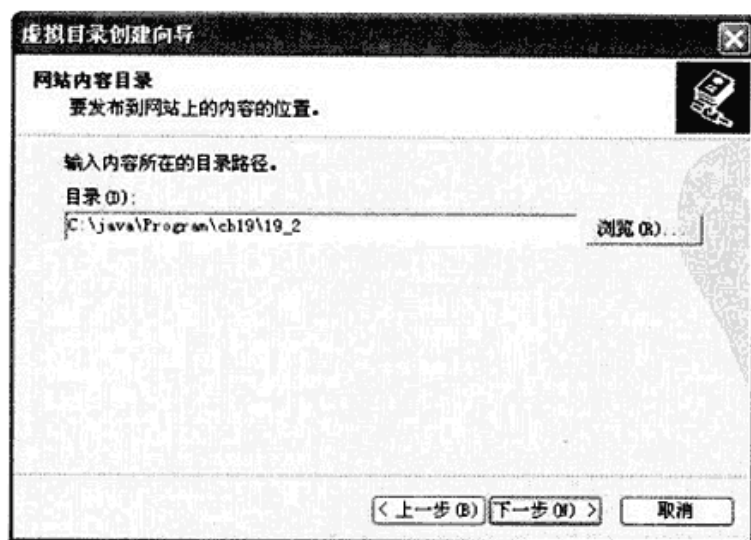 虚拟目录创建向导
网站内容目录
要发布到网站上的内容的位置。
输入内容所在的目录路径。
目录(D):
C:\java\Program\cb19\19_2
浏览(R)...
< 上一步(B)
下一步(N) >
取消